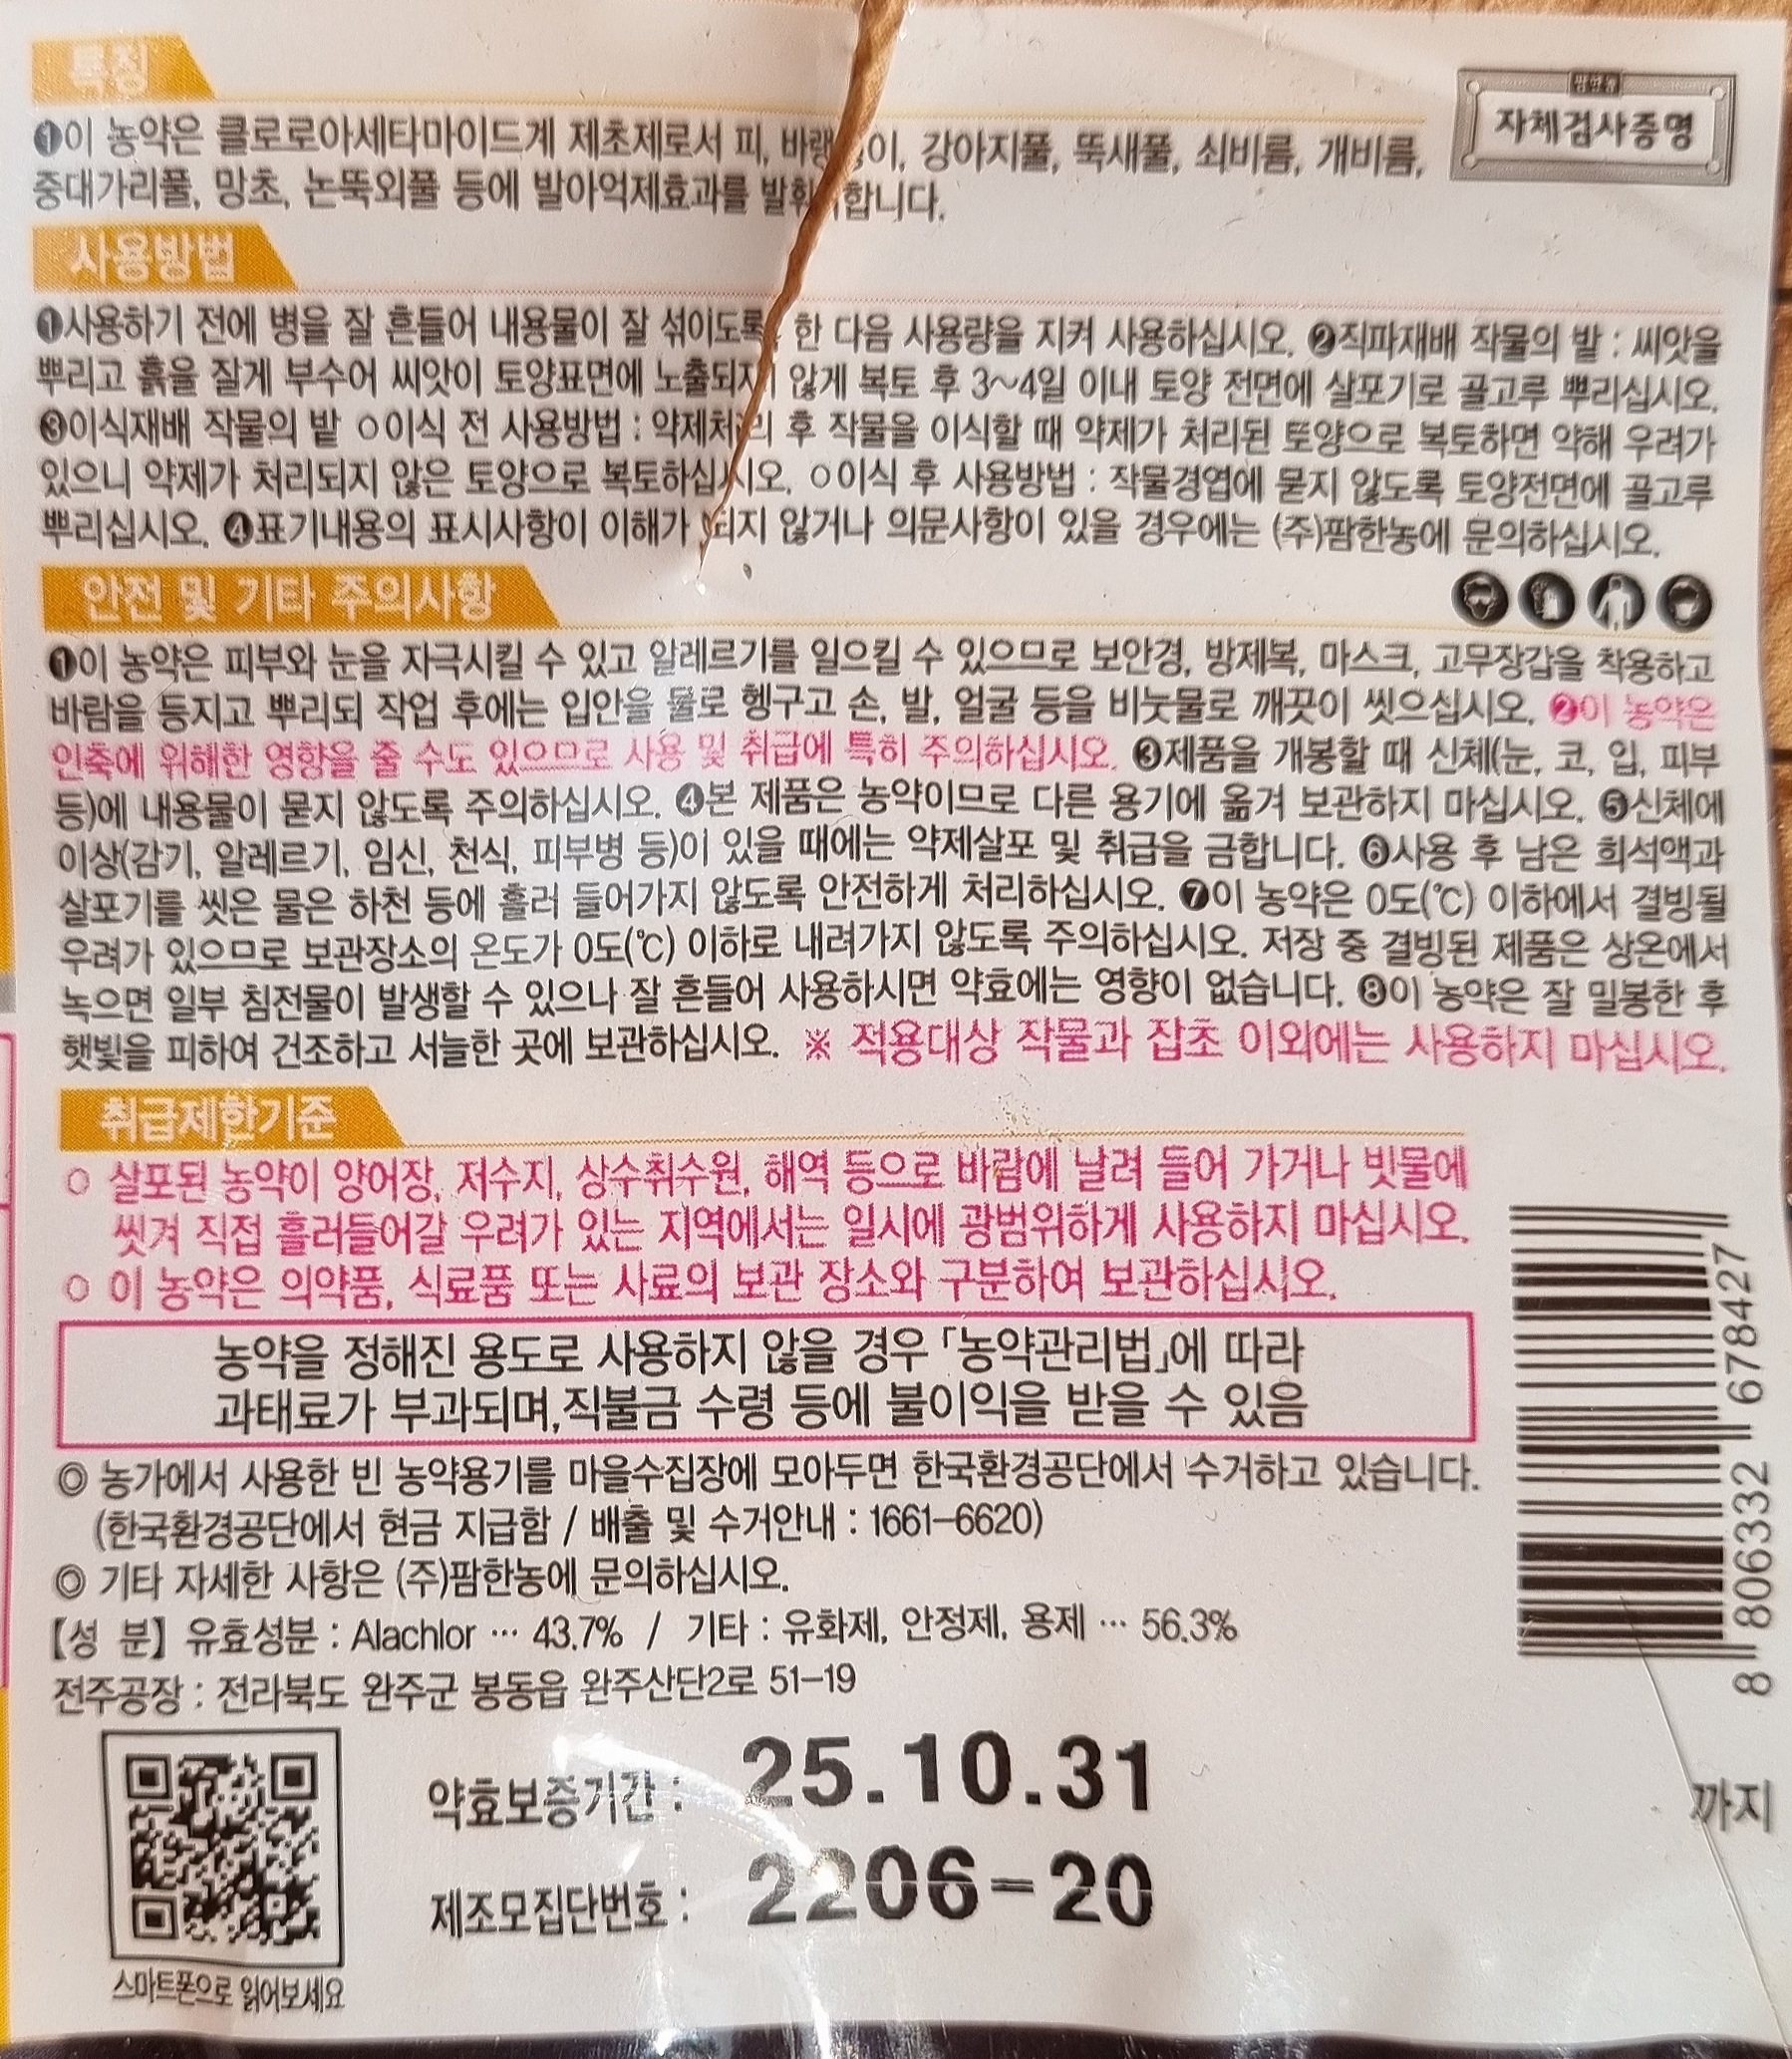 특징
팜한농
자체검사증명
❶이 농약은 클로로아세타마이드계 제초제로서 피, 바랭이, 강아지풀, 뚝새풀, 쇠비름, 개비름,
중대가리풀, 망초, 논뚝외풀 등에 발아억제효과를 발휘합니다.
사용방법
❶사용하기 전에 병을 잘 흔들어 내용물이 잘 섞이도록 한 다음 사용량을 지켜 사용하십시오. ❷직파재배 작물의 밭 : 씨앗을
뿌리고 흙을 잘게 부수어 씨앗이 토양표면에 노출되지 않게 복토 후 3~4일 이내 토양 전면에 살포기로 골고루 뿌리십시오.
❸이식재배 작물의 밭 ○이식 전 사용방법 : 약제처리 후 작물을 이식할 때 약제가 처리된 토양으로 복토하면 약해 우려가
있으니 약제가 처리되지 않은 토양으로 복토하십시오. ○이식 후 사용방법 : 작물경엽에 묻지 않도록 토양전면에 골고루
뿌리십시오. ❹표기내용의 표시사항이 이해가 되지 않거나 의문사항이 있을 경우에는 (주)팜한농에 문의하십시오.
안전 및 기타 주의사항
❶이 농약은 피부와 눈을 자극시킬 수 있고 알레르기를 일으킬 수 있으므로 보안경, 방제복, 마스크, 고무장갑을 착용하고
바람을 등지고 뿌리되 작업 후에는 입안을 물로 헹구고 손, 발, 얼굴 등을 비눗물로 깨끗이 씻으십시오. ❷이 농약은
인축에 위해한 영향을 줄 수도 있으므로 사용 및 취급에 특히 주의하십시오. ❸제품을 개봉할 때 신체(눈, 코, 입, 피부
등)에 내용물이 묻지 않도록 주의하십시오. ❹본 제품은 농약이므로 다른 용기에 옮겨 보관하지 마십시오. ❺신체에
이상(감기, 알레르기, 임신, 천식, 피부병 등)이 있을 때에는 약제살포 및 취급을 금합니다. ❻사용 후 남은 희석액과
살포기를 씻은 물은 하천 등에 흘러 들어가지 않도록 안전하게 처리하십시오. ❼이 농약은 0도(℃) 이하에서 결빙될
우려가 있으므로 보관장소의 온도가 0도(℃) 이하로 내려가지 않도록 주의하십시오. 저장 중 결빙된 제품은 상온에서
녹으면 일부 침전물이 발생할 수 있으나 잘 흔들어 사용하시면 약효에는 영향이 없습니다. ❽이 농약은 잘 밀봉한 후
햇빛을 피하여 건조하고 서늘한 곳에 보관하십시오. ※ 적용대상 작물과 잡초 이외에는 사용하지 마십시오.
취급제한기준
○ 살포된 농약이 양어장, 저수지, 상수취수원, 해역 등으로 바람에 날려 들어 가거나 빗물에
씻겨 직접 흘러들어갈 우려가 있는 지역에서는 일시에 광범위하게 사용하지 마십시오.
○ 이 농약은 의약품, 식료품 또는 사료의 보관 장소와 구분하여 보관하십시오.
농약을 정해진 용도로 사용하지 않을 경우 「농약관리법」에 따라
과태료가 부과되며,직불금 수령 등에 불이익을 받을 수 있음
◎ 농가에서 사용한 빈 농약용기를 마을수집장에 모아두면 한국환경공단에서 수거하고 있습니다.
(한국환경공단에서 현금 지급함 / 배출 및 수거안내 : 1661-6620)
◎ 기타 자세한 사항은 (주)팜한농에 문의하십시오.
【성 분】 유효성분 : Alachlor … 43.7% / 기타 : 유화제, 안정제, 용제 … 56.3%
전주공장 : 전라북도 완주군 봉동읍 완주산단2로 51-19
8 806332 678427
약효보증기간 : 25.10.31 까지
제조모집단번호 : 2206-20
스마트폰으로 읽어보세요